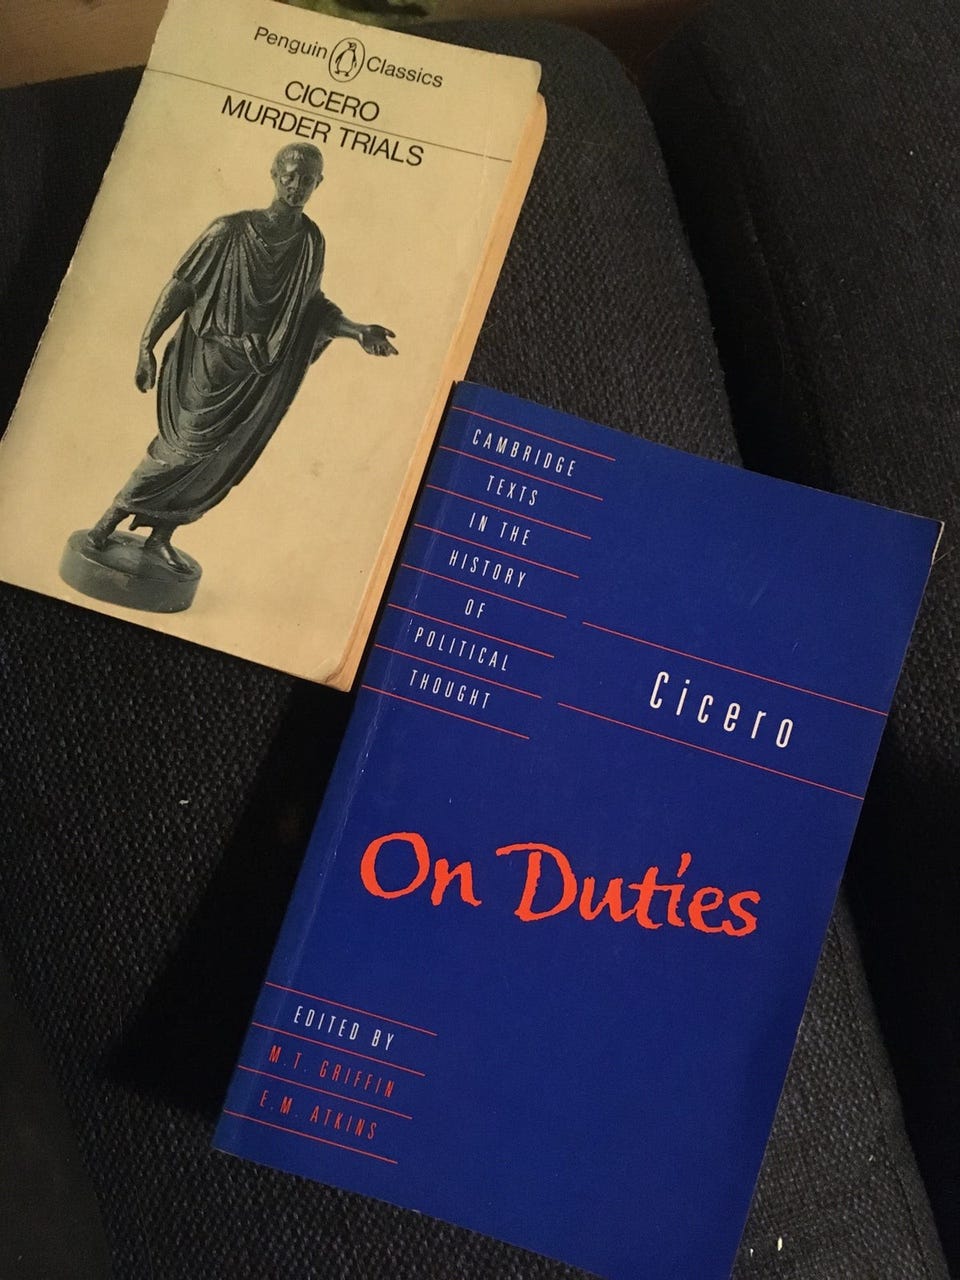 Penguin Classics
CICERO
MURDER TRIALS
CAMBRIDGE
TEXTS
IN THE
HISTORY
OF
POLITICAL
THOUGHT
Cicero
On Duties
EDITED BY
M.T. GRIFFIN
E.M. ATKINS